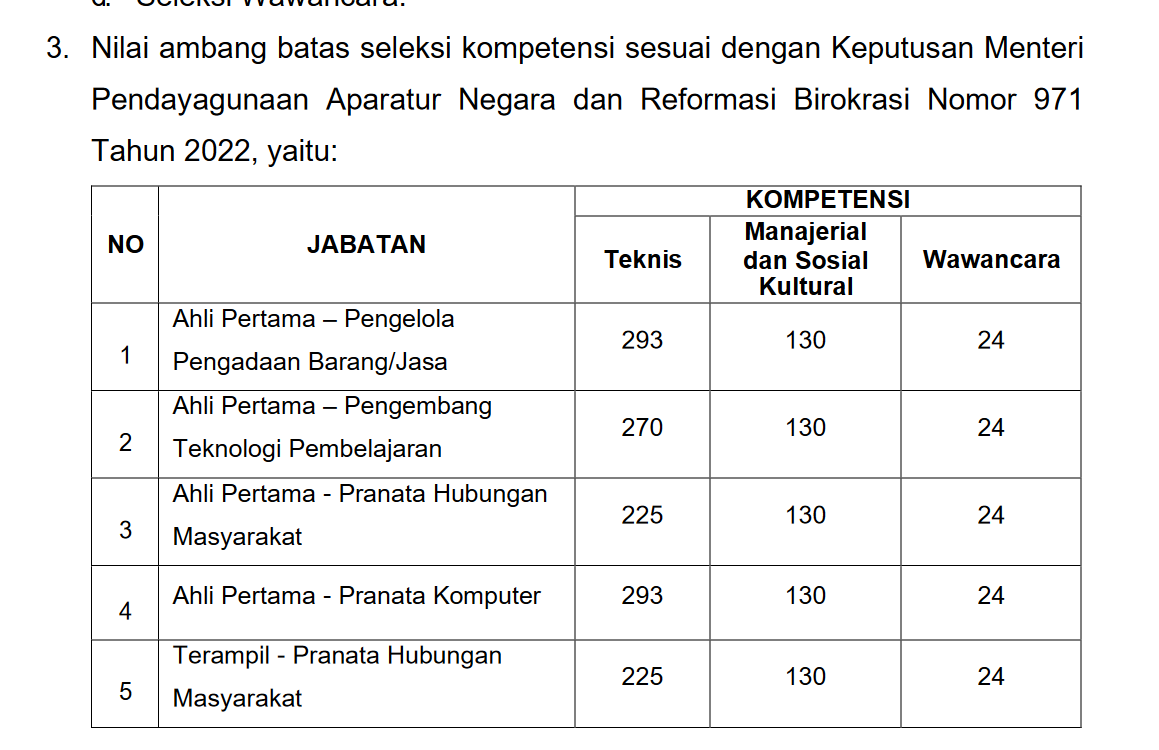 d. Seleksi Wawancara.
3. Nilai ambang batas seleksi kompetensi sesuai dengan Keputusan Menteri
Pendayagunaan Aparatur Negara dan Reformasi Birokrasi Nomor 971
Tahun 2022, yaitu:
NO JABATAN KOMPETENSI
Teknis Manajerial dan Sosial Kultural Wawancara
1 Ahli Pertama – Pengelola
Pengadaan Barang/Jasa 293 130 24
2 Ahli Pertama – Pengembang
Teknologi Pembelajaran 270 130 24
3 Ahli Pertama - Pranata Hubungan
Masyarakat 225 130 24
4 Ahli Pertama - Pranata Komputer 293 130 24
5 Terampil - Pranata Hubungan
Masyarakat 225 130 24